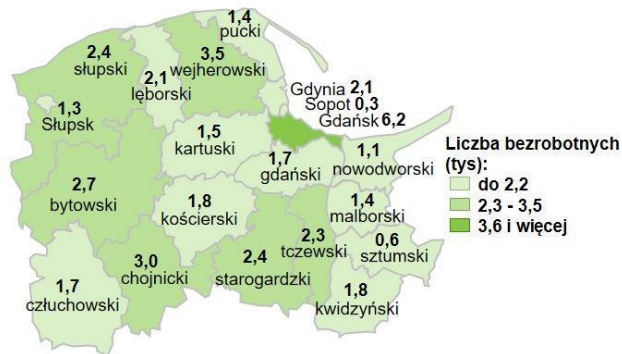 1,4
pucki
2,4
słupski
3,5
wejherowski
2,1
lęborski
Gdynia 2,1
Sopot 0,3
Gdańsk 6,2
1,3
Słupsk
1,5
kartuski
1,7
gdański
1,1
nowodworski
Liczba bezrobotnych
(tys):
do 2,2
2,3 - 3,5
3,6 i więcej
2,7
bytowski
1,8
kościerski
1,4
malborski
2,3
tczewski
0,6
sztumski
3,0
chojnicki
2,4
starogardzki
1,7
człuchowski
1,8
kwidzyński